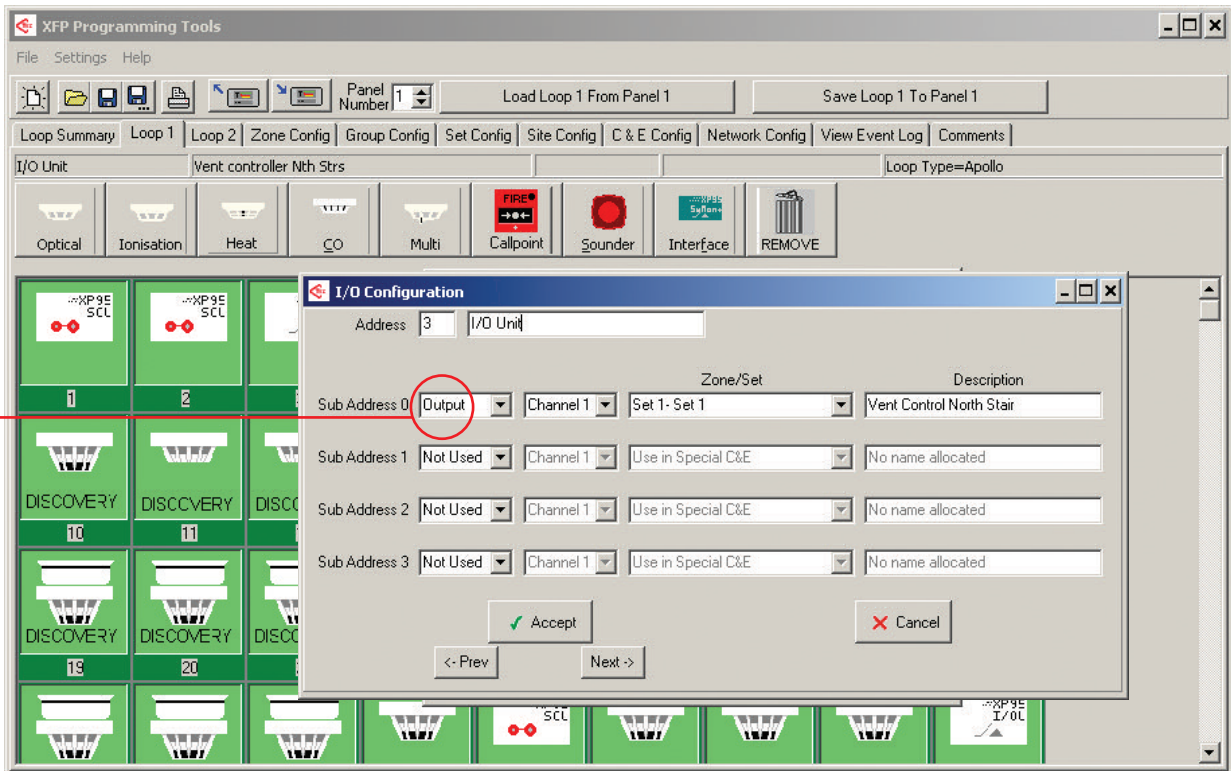 XFP Programming Tools
File Settings Help
Panel Number 1 Load Loop 1 From Panel 1 Save Loop 1 To Panel 1
Loop Summary Loop 1 Loop 2 Zone Config Group Config Set Config Site Config C & E Config Network Config View Event Log Comments
I/O Unit Vent controller Nth Strs Loop Type=Apollo
FIRE
Optical Ionisation Heat CO Multi Callpoint Sounder Interface REMOVE
I/O Configuration
XP95 SCI XP95 SCI
Address 3 I/O Unit
Zone/Set Description
1 2
Sub Address 0 Output Channel 1 Set 1- Set 1 Vent Control North Stair
Sub Address 1 Not Used Channel 1 Use in Special C&E No name allocated
DISCOVERY DISCCVERY DISC
Sub Address 2 Not Used Channel 1 Use in Special C&E No name allocated
10 11
Sub Address 3 Not Used Channel 1 Use in Special C&E No name allocated
Accept Cancel
DISCOVERY DISCOVERY DISC
<- Prev Next ->
19 20
SCI
XP95 I/OL